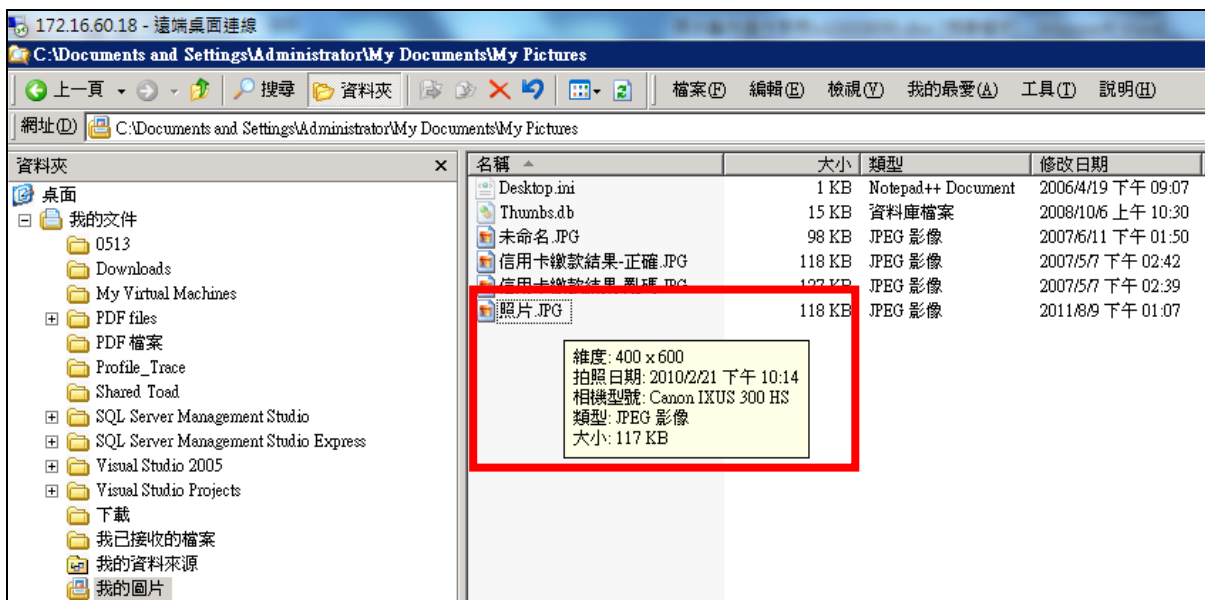 172.16.60.18 - 遠端桌面連線
C:\Documents and Settings\Administrator\My Documents\My Pictures
上一頁 搜尋 資料夾 檔案(F) 編輯(E) 檢視(V) 我的最愛(A) 工具(T) 說明(H)
網址(D) C:\Documents and Settings\Administrator\My Documents\My Pictures
資料夾
桌面
我的文件
0513
Downloads
My Virtual Machines
PDF files
PDF 檔案
Profile_Trace
Shared Toad
SQL Server Management Studio
SQL Server Management Studio Express
Visual Studio 2005
Visual Studio Projects
下載
我已接收的檔案
我的資料來源
我的圖片
名稱 大小 類型 修改日期
Desktop.ini 1 KB Notepad++ Document 2006/4/19 下午 09:07
Thumbs.db 15 KB 資料庫檔案 2008/10/6 上午 10:30
未命名.JPG 98 KB JPEG 影像 2007/6/11 下午 01:50
信用卡繳款結果-正確.JPG 118 KB JPEG 影像 2007/5/7 下午 02:42
信用卡繳款結果-亂碼.JPG 127 KB JPEG 影像 2007/5/7 下午 02:39
照片.JPG 118 KB JPEG 影像 2011/8/9 下午 01:07
維度: 400 x 600
拍照日期: 2010/2/21 下午 10:14
相機型號: Canon IXUS 300 HS
類型: JPEG 影像
大小: 117 KB